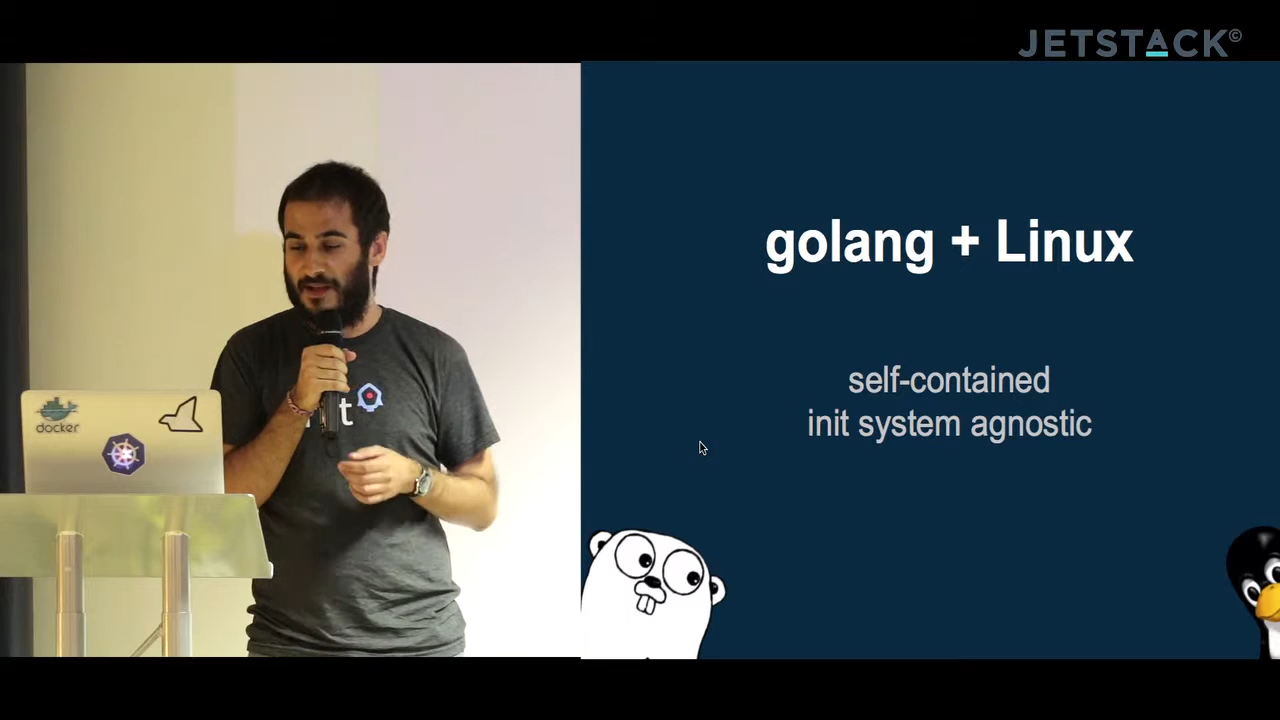 JETSTACK©
golang + Linux
self-contained
init system agnostic
docker
t